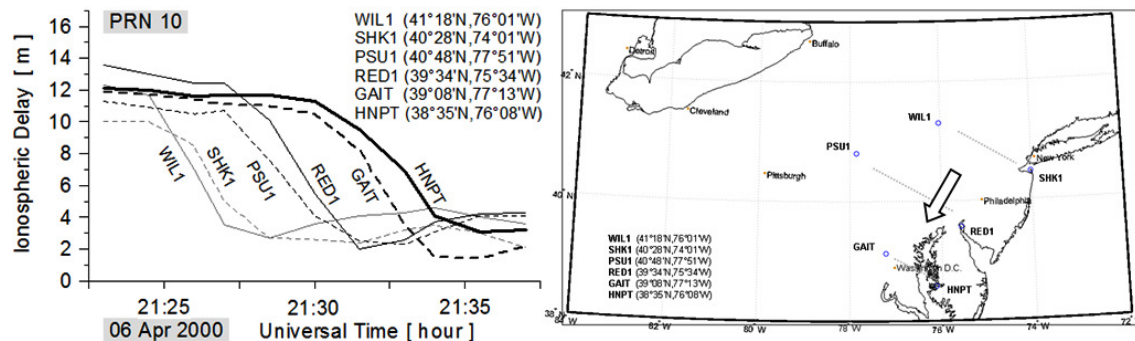 PRN 10
WIL1 (41°18'N,76°01'W)
SHK1 (40°28'N,74°01'W)
PSU1 (40°48'N,77°51'W)
RED1 (39°34'N,75°34'W)
GAIT (39°08'N,77°13'W)
HNPT (38°35'N,76°08'W)
Ionospheric Delay [ m ]
16
14
12
10
8
6
4
2
0
WIL1
SHK1
PSU1
RED1
GAIT
HNPT
21:25
21:30
21:35
06 Apr 2000
Universal Time [ hour ]
Detroit
Buffalo
42°N
Cleveland
WIL1
PSU1
New York
Pittsburgh
SHK1
40°N
Philadelphia
RED1
WIL1 (41°18'N,76°01'W)
SHK1 (40°28'N,74°01'W)
PSU1 (40°48'N,77°51'W)
RED1 (39°34'N,75°34'W)
GAIT (39°08'N,77°13'W)
HNPT (38°35'N,76°08'W)
GAIT
Washington D.C.
HNPT
38°N
84°W
82°W
80°W
78°W
76°W
74°W
72°W